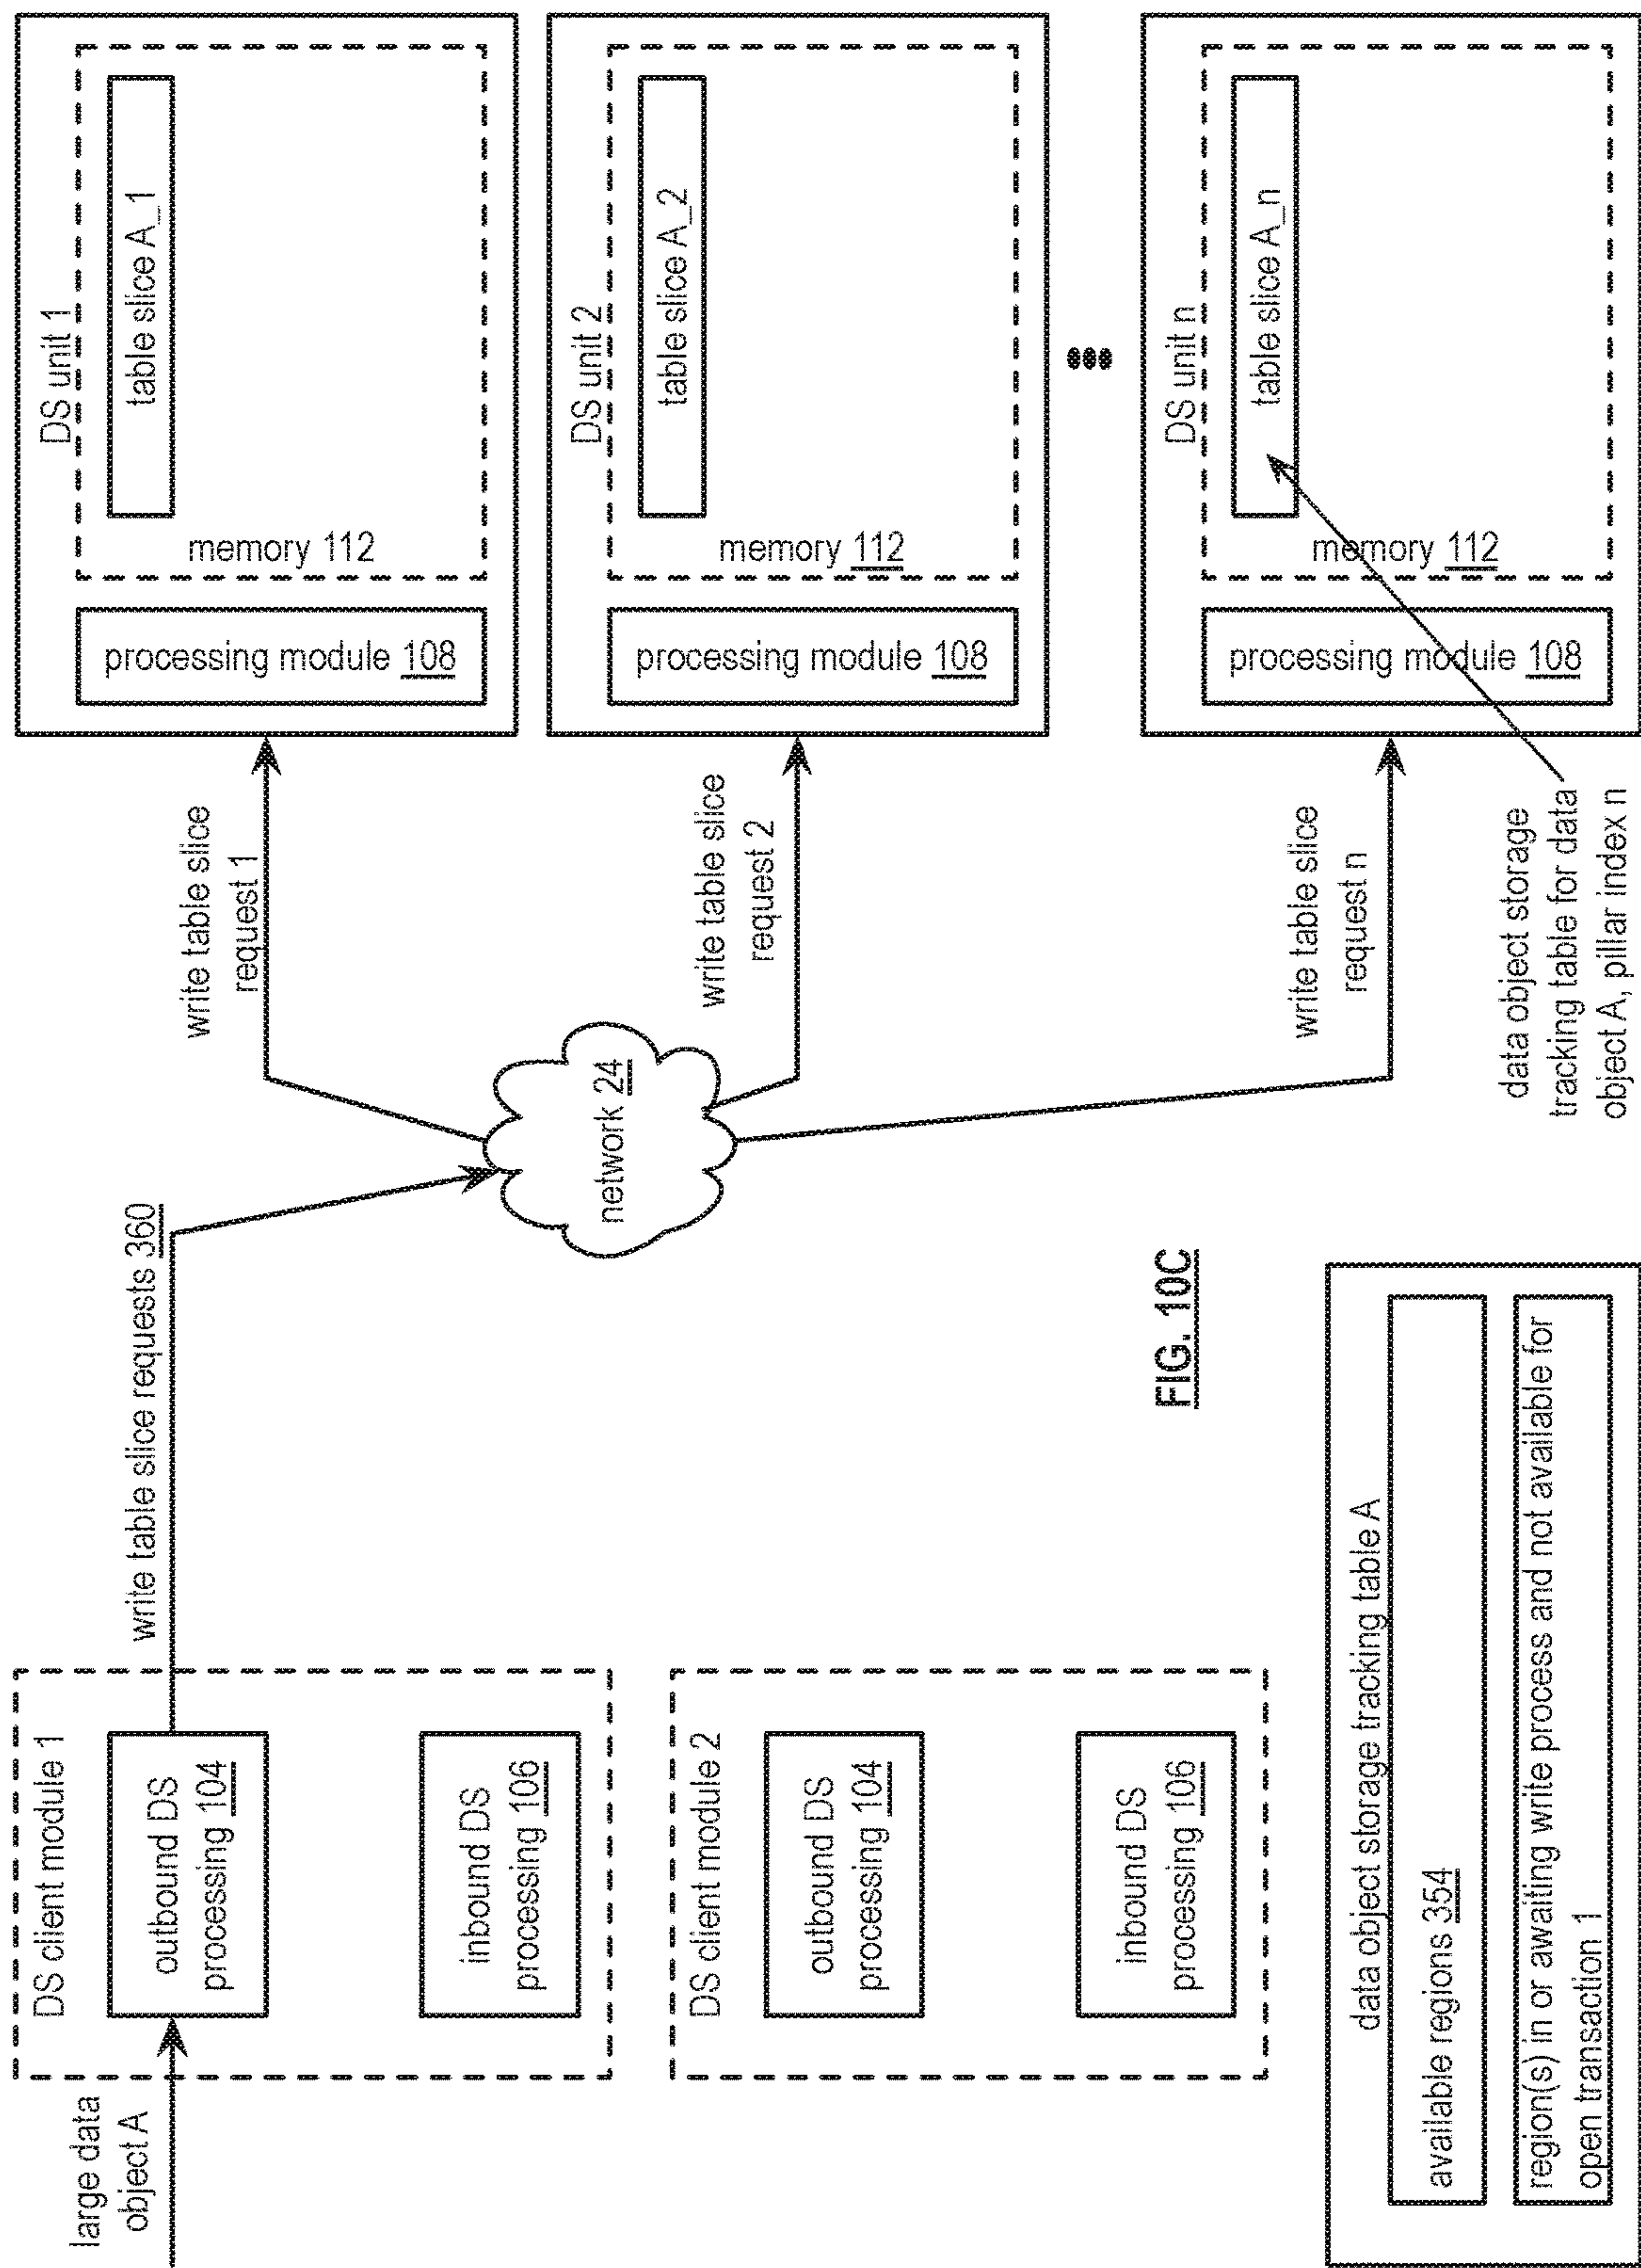 large data
object A
DS client module 1
outbound DS
processing 104
inbound DS
processing 106
write table slice requests 360
DS client module 2
outbound DS
processing 104
inbound DS
processing 106
network 24
write table slice
request 1
write table slice
request 2
write table slice
request n
DS unit 1
processing module 108
memory 112
table slice A_1
DS unit 2
processing module 108
memory 112
table slice A_2
DS unit n
processing module 108
memory 112
table slice A_n
data object storage
tracking table for data
object A, pillar index n
data object storage tracking table A
available regions 354
region(s) in or awaiting write process and not available for
open transaction 1
FIG. 10C